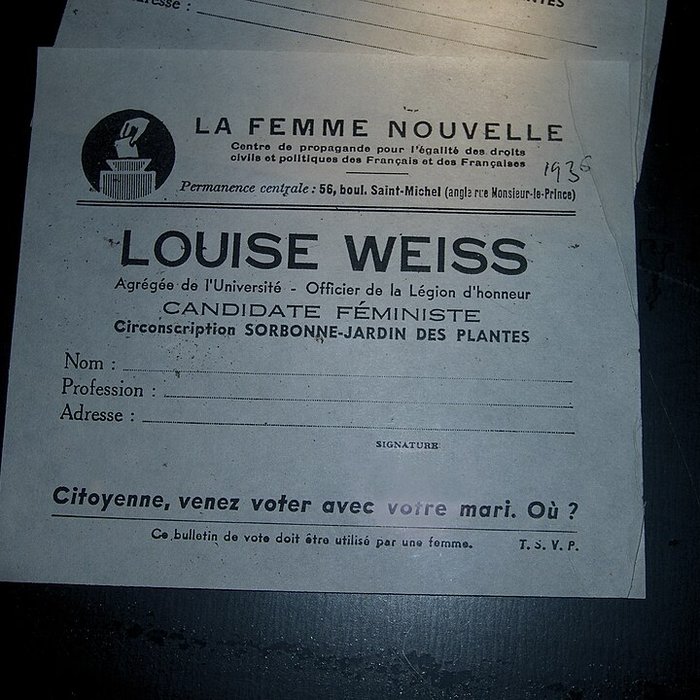 Adresse :
LA FEMME NOUVELLE
Centre de propagande pour l'égalité des droits
civils et politiques des Français et des Françaises
1936
Permanence centrale : 56, boul. Saint-Michel (angle rue Monsieur-le-Prince)
LOUISE WEISS
Agrégée de l'Université - Officier de la Légion d'honneur
CANDIDATE FÉMINISTE
Circonscription SORBONNE-JARDIN DES PLANTES
Nom :
Profession :
Adresse :
SIGNATURE
Citoyenne, venez voter avec votre mari. Où ?
Ce bulletin de vote doit être utilisé par une femme.
T. S. V. P.